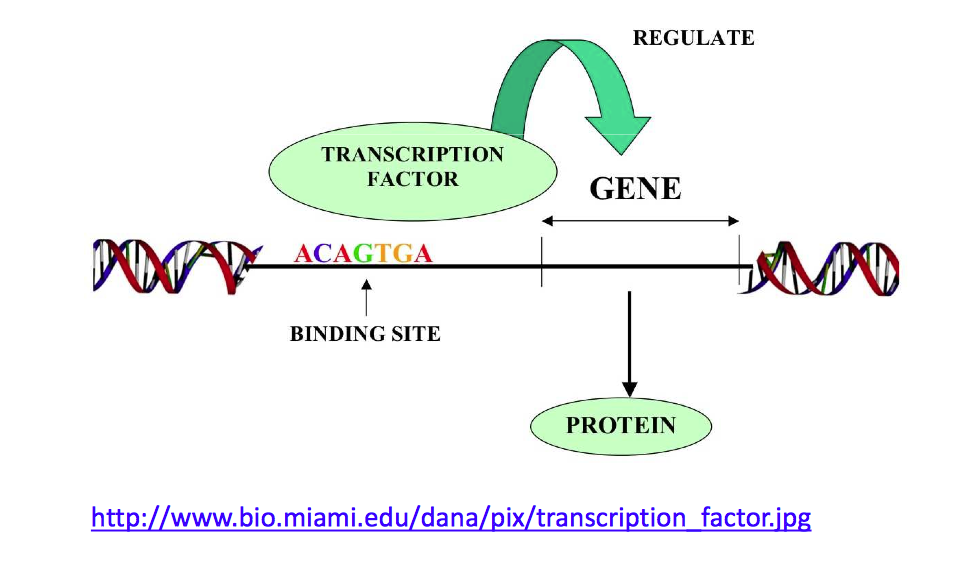 REGULATE
TRANSCRIPTION
FACTOR
GENE
ACAGTGA
BINDING SITE
PROTEIN
http://www.bio.miami.edu/dana/pix/transcription_factor.jpg